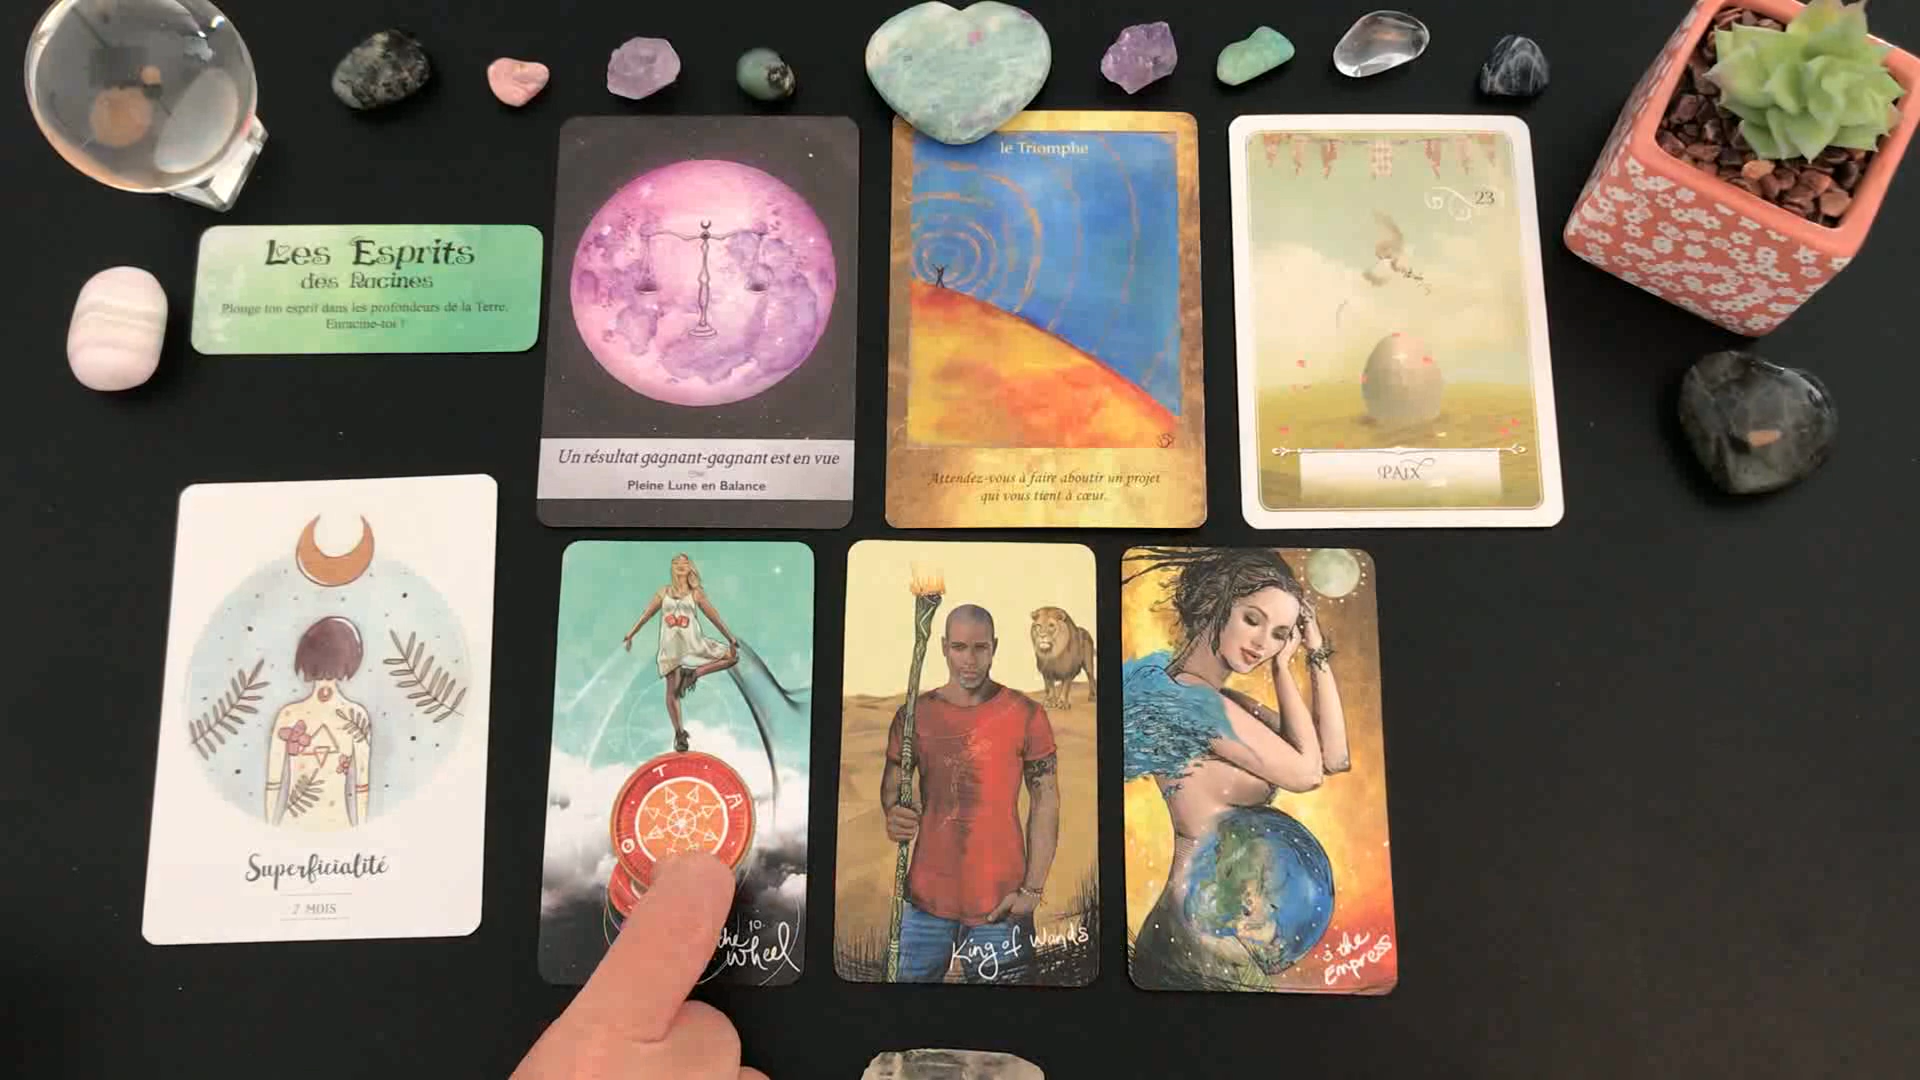 Les Esprits
des Racines
Plonge ton esprit dans les profondeurs de la Terre.
Enracine-toi !
Un résultat gagnant-gagnant est en vue
Pleine Lune en Balance
le Triomphe
Attendez-vous à faire aboutir un projet
qui vous tient à cœur.
23
PAIX
Superficialité
2 MOIS
T
A
O
10.
the
Wheel
King of Wands
3 the
Empress